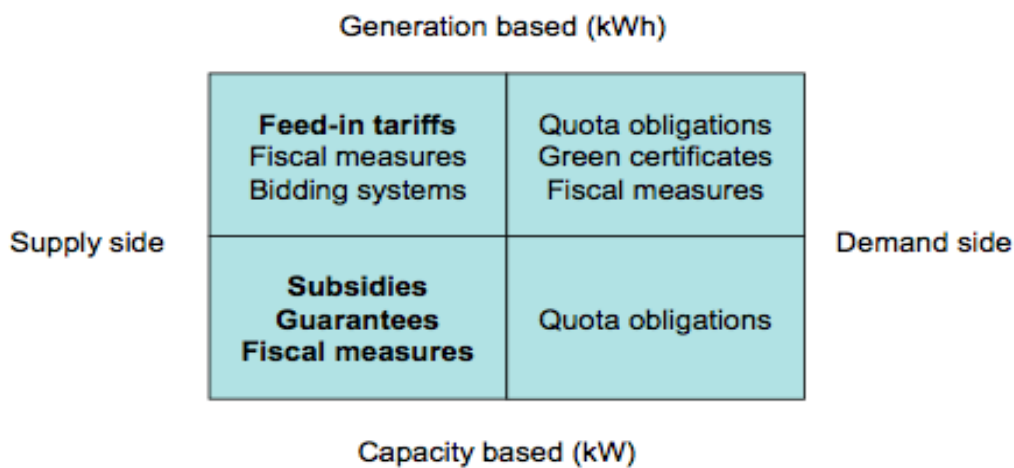 Generation based (kWh)
Feed-in tariffs
Fiscal measures
Bidding systems
Quota obligations
Green certificates
Fiscal measures
Supply side
Demand side
Subsidies
Guarantees
Fiscal measures
Quota obligations
Capacity based (kW)